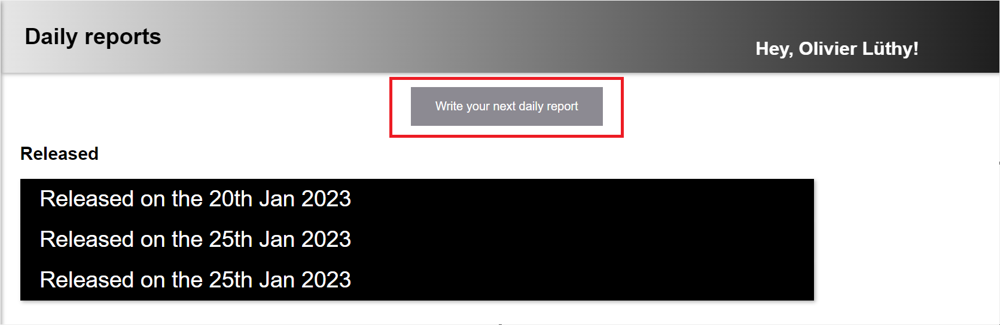 Daily reports
Hey, Olivier Lüthy!
Write your next daily report
Released
Released on the 20th Jan 2023
Released on the 25th Jan 2023
Released on the 25th Jan 2023